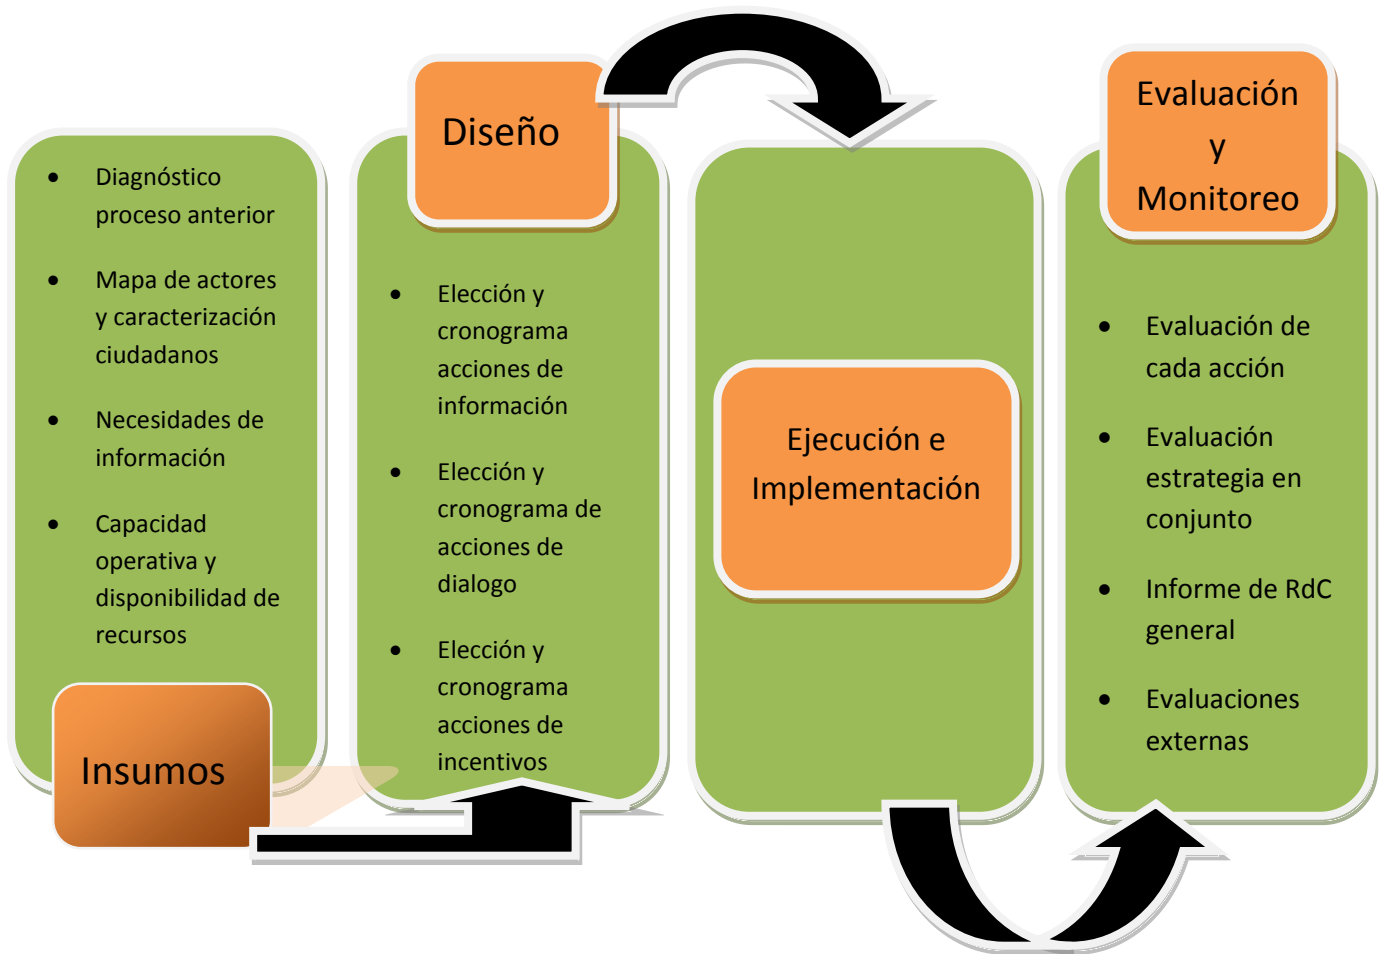 Diagnóstico
proceso anterior
Mapa de actores
y caracterización
ciudadanos
Necesidades de
información
Capacidad
operativa y
disponibilidad de
recursos
Insumos
Diseño
Elección y
cronograma
acciones de
información
Elección y
cronograma de
acciones de
dialogo
Elección y
cronograma
acciones de
incentivos
Ejecución e
Implementación
Evaluación
y
Monitoreo
Evaluación de
cada acción
Evaluación
estrategia en
conjunto
Informe de RdC
general
Evaluaciones
externas